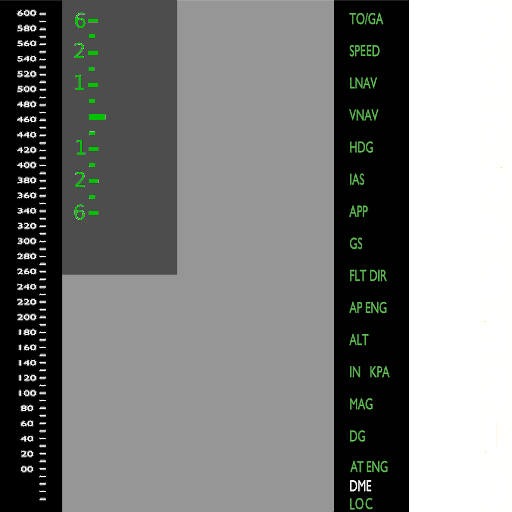 600
580
560
540
520
500
480
460
440
420
400
380
360
340
320
300
280
260
240
220
200
180
160
140
120
100
80
60
40
20
00
6
2
1
1
2
6
TO/GA
SPEED
LNAV
VNAV
HDG
IAS
APP
GS
FLT DIR
AP ENG
ALT
IN KPA
MAG
DG
AT ENG
DME
LOC